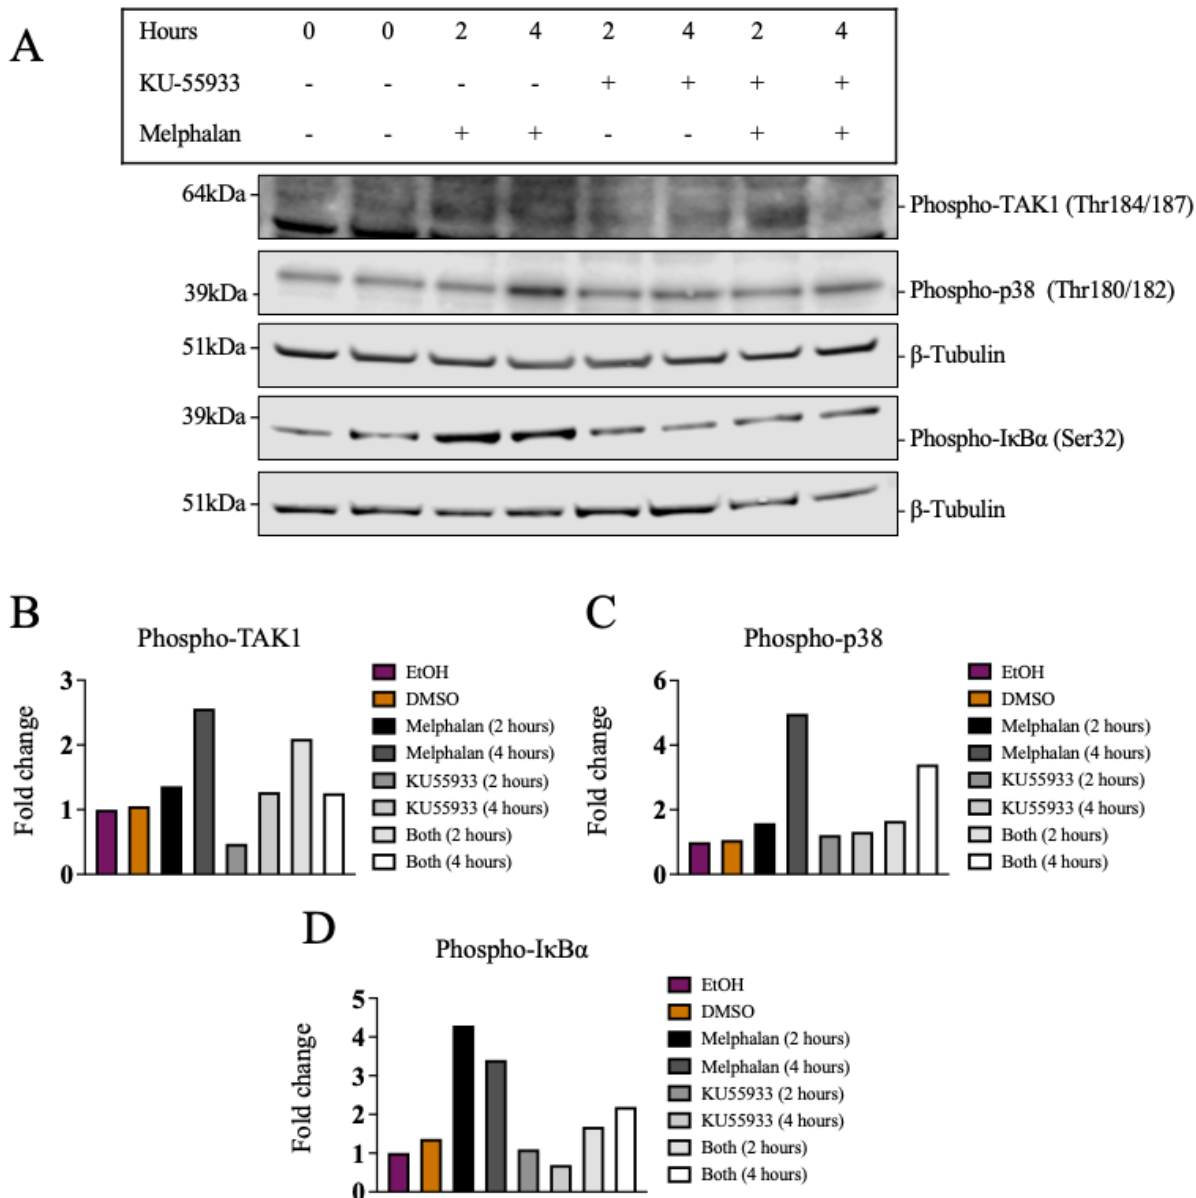 A
Hours 0 0 2 4 2 4 2 4
KU-55933 - - - - + + + +
Melphalan - - + + - - + +
64kDa
Phospho-TAK1 (Thr184/187)
39kDa
Phospho-p38 (Thr180/182)
51kDa
β-Tubulin
39kDa
Phospho-IκBα (Ser32)
51kDa
β-Tubulin
B
Phospho-TAK1
Fold change
3
2
1
0
EtOH
DMSO
Melphalan (2 hours)
Melphalan (4 hours)
KU55933 (2 hours)
KU55933 (4 hours)
Both (2 hours)
Both (4 hours)
C
Phospho-p38
Fold change
6
4
2
0
EtOH
DMSO
Melphalan (2 hours)
Melphalan (4 hours)
KU55933 (2 hours)
KU55933 (4 hours)
Both (2 hours)
Both (4 hours)
D
Phospho-IκBα
Fold change
5
4
3
2
1
0
EtOH
DMSO
Melphalan (2 hours)
Melphalan (4 hours)
KU55933 (2 hours)
KU55933 (4 hours)
Both (2 hours)
Both (4 hours)